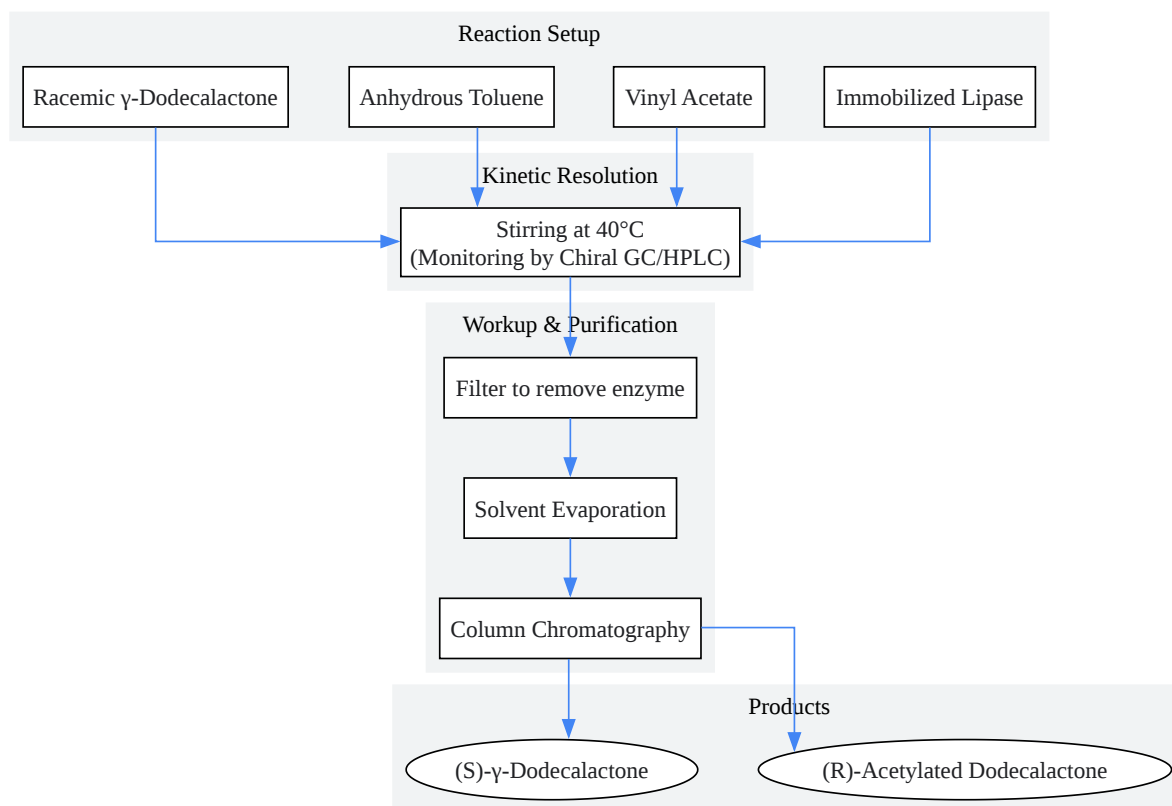 Reaction Setup
Racemic γ-Dodecalactone
Anhydrous Toluene
Vinyl Acetate
Immobilized Lipase
Kinetic Resolution
Stirring at 40°C
(Monitoring by Chiral GC/HPLC)
Workup & Purification
Filter to remove enzyme
Solvent Evaporation
Column Chromatography
Products
(S)-γ-Dodecalactone
(R)-Acetylated Dodecalactone